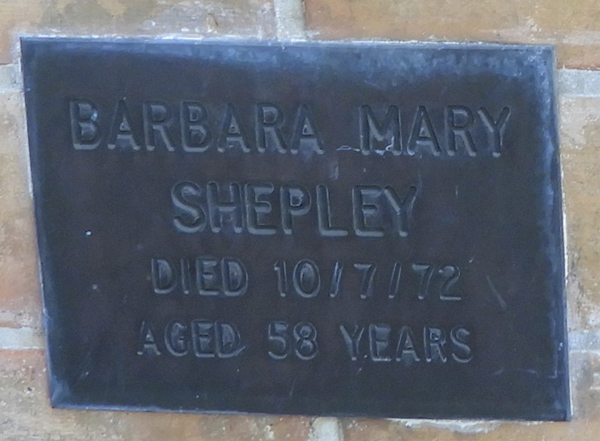 BARBARA MARY
SHEPLEY
DIED 10/7/72
AGED 58 YEARS